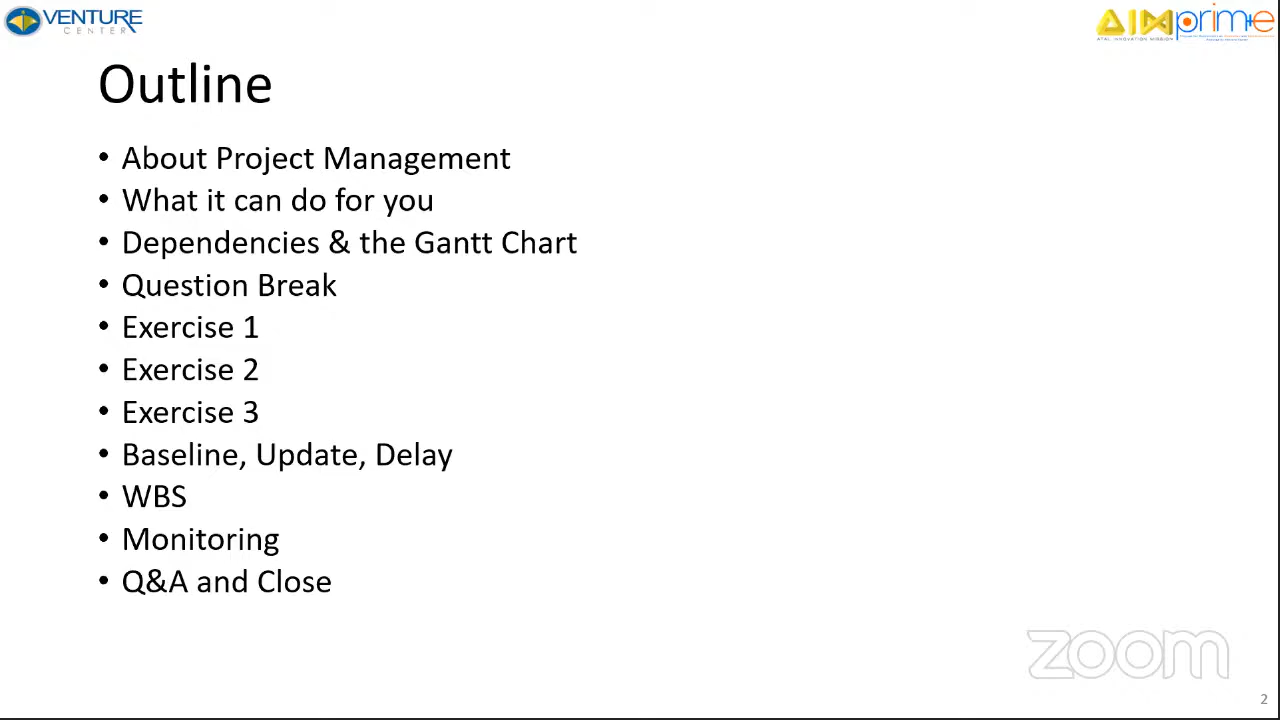 VENTURE
CENTER
AIM
ATAL INNOVATION MISSION
prime
Outline
• About Project Management
• What it can do for you
• Dependencies & the Gantt Chart
• Question Break
• Exercise 1
• Exercise 2
• Exercise 3
• Baseline, Update, Delay
• WBS
• Monitoring
• Q&A and Close
zoom
2